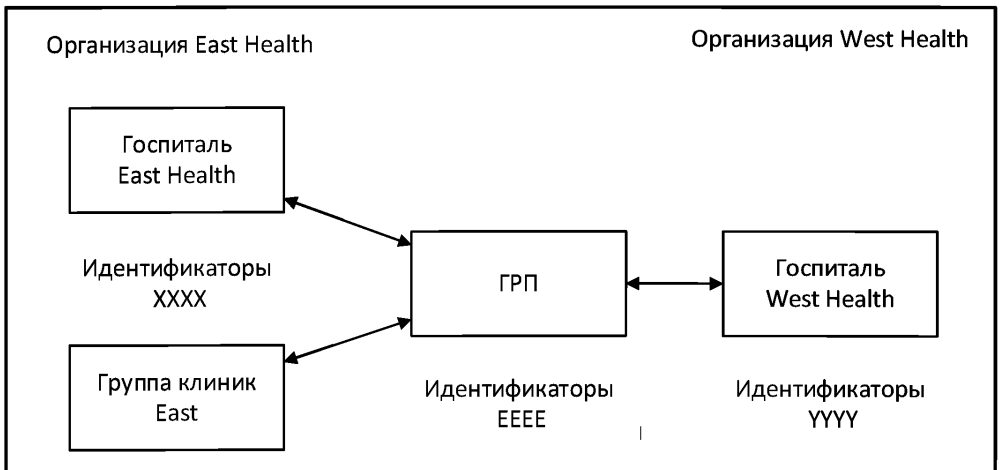 Организация East Health
Организация West Health
Госпиталь
East Health
Идентификаторы
XXXX
ГРП
Госпиталь
West Health
Группа клиник
East
Идентификаторы
EEEE
Идентификаторы
YYYY